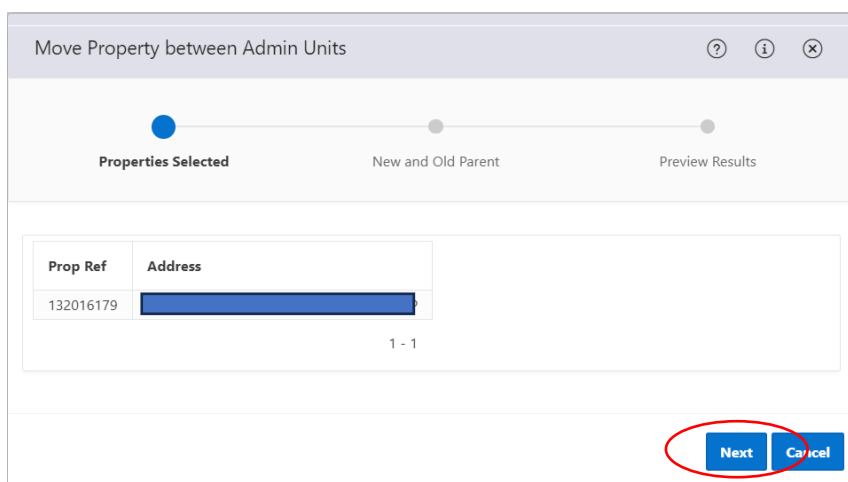 Move Property between Admin Units
Properties Selected New and Old Parent Preview Results
Prop Ref Address
132016179
1 - 1
Next Cancel